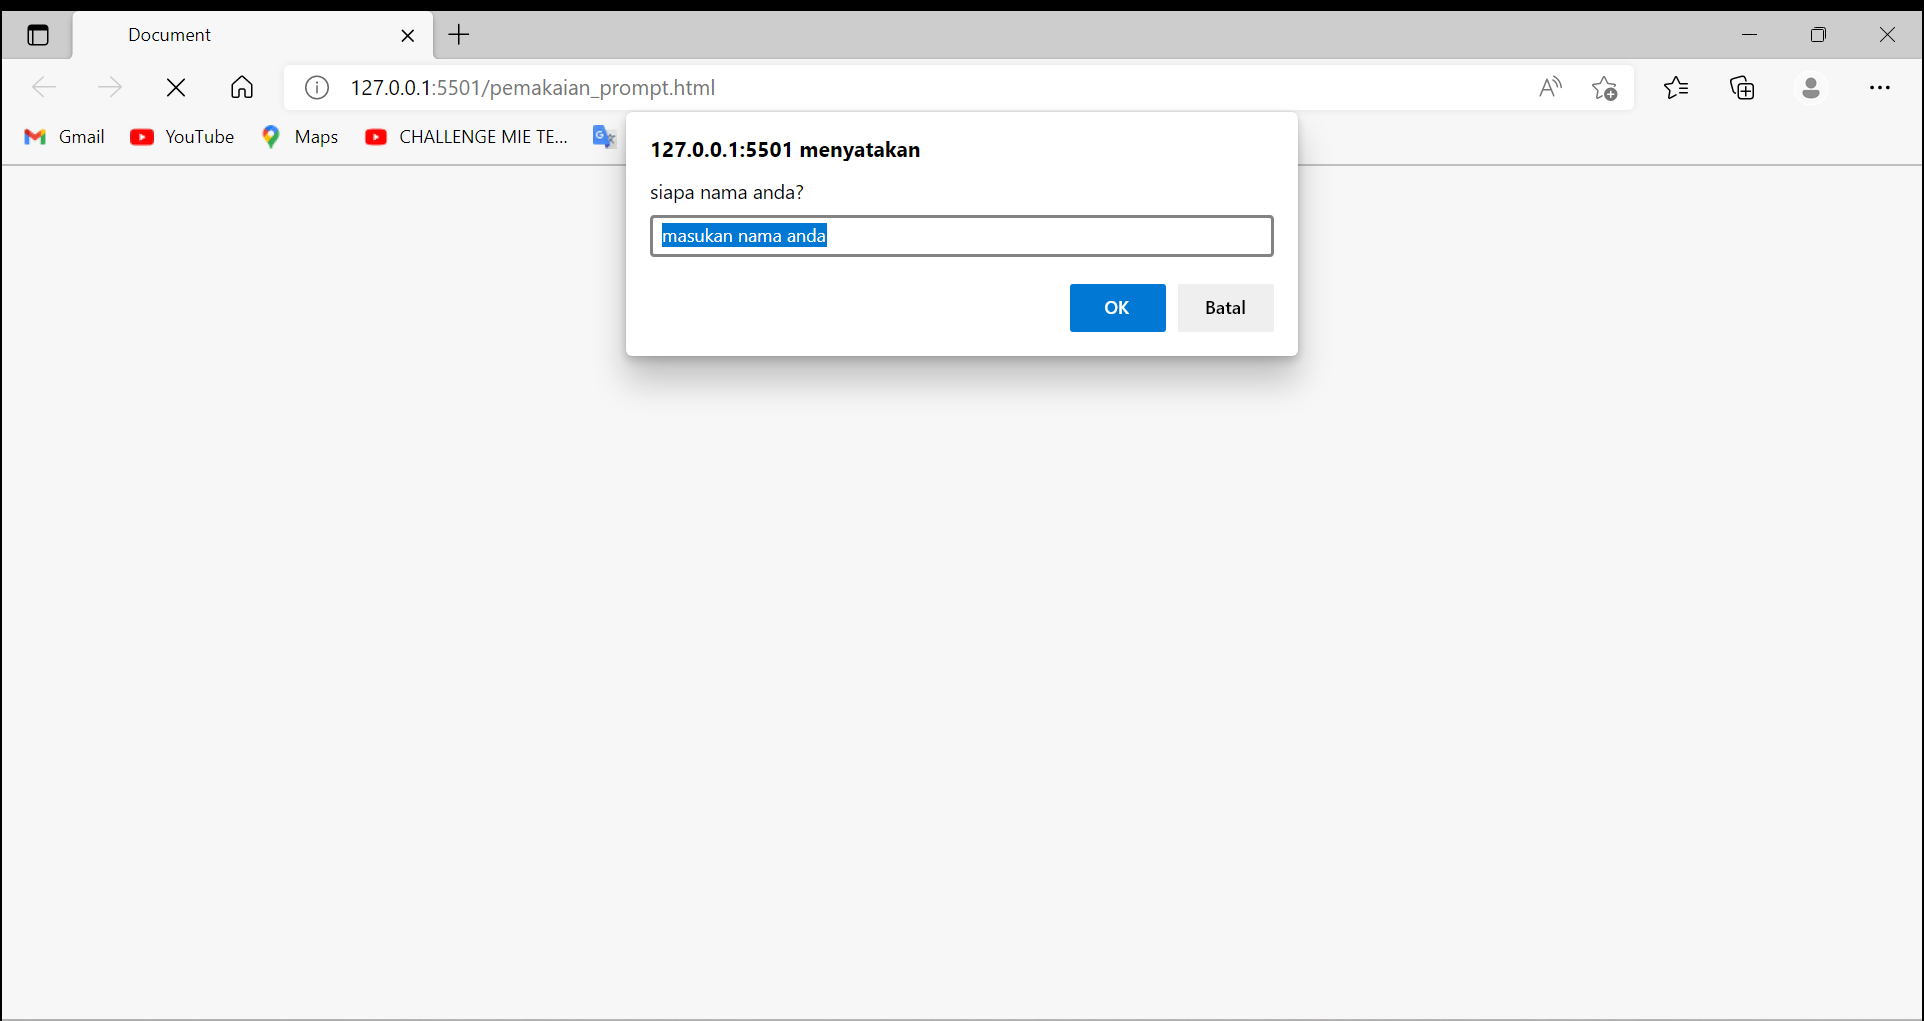 Document
127.0.0.1:5501/pemakaian_prompt.html
Gmail YouTube Maps CHALLENGE MIE TE...
127.0.0.1:5501 menyatakan
siapa nama anda?
masukan nama anda
OK Batal